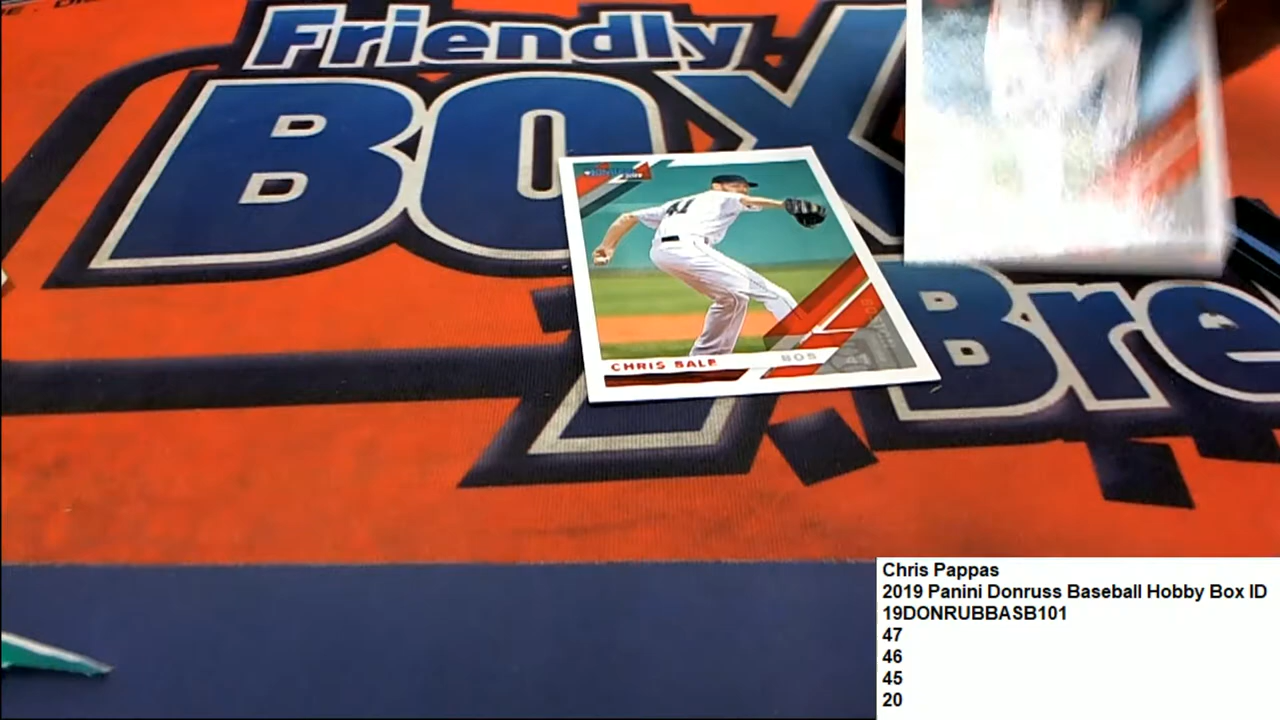 Friendly
BOX
Bre
41
CHRIS SALE BOS
Chris Pappas
2019 Panini Donruss Baseball Hobby Box ID
19DONRUBBASB101
47
46
45
20